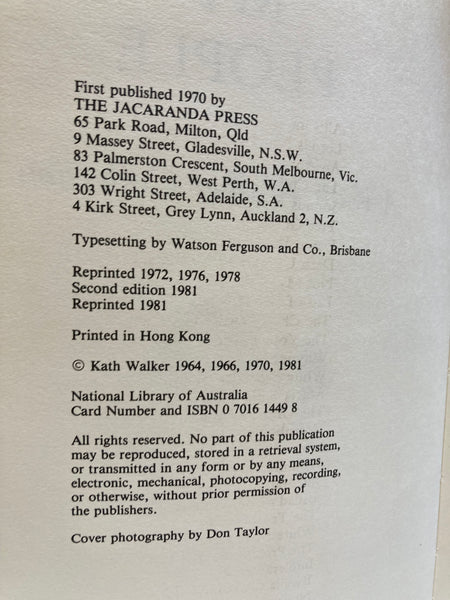 First published 1970 by
THE JACARANDA PRESS
65 Park Road, Milton, Qld
9 Massey Street, Gladesville, N.S.W.
83 Palmerston Crescent, South Melbourne, Vic.
142 Colin Street, West Perth, W.A.
303 Wright Street, Adelaide, S.A.
4 Kirk Street, Grey Lynn, Auckland 2, N.Z.
Typesetting by Watson Ferguson and Co., Brisbane
Reprinted 1972, 1976, 1978
Second edition 1981
Reprinted 1981
Printed in Hong Kong
© Kath Walker 1964, 1966, 1970, 1981
National Library of Australia
Card Number and ISBN 0 7016 1449 8
All rights reserved. No part of this publication
may be reproduced, stored in a retrieval system,
or transmitted in any form or by any means,
electronic, mechanical, photocopying, recording,
or otherwise, without prior permission of
the publishers.
Cover photography by Don Taylor